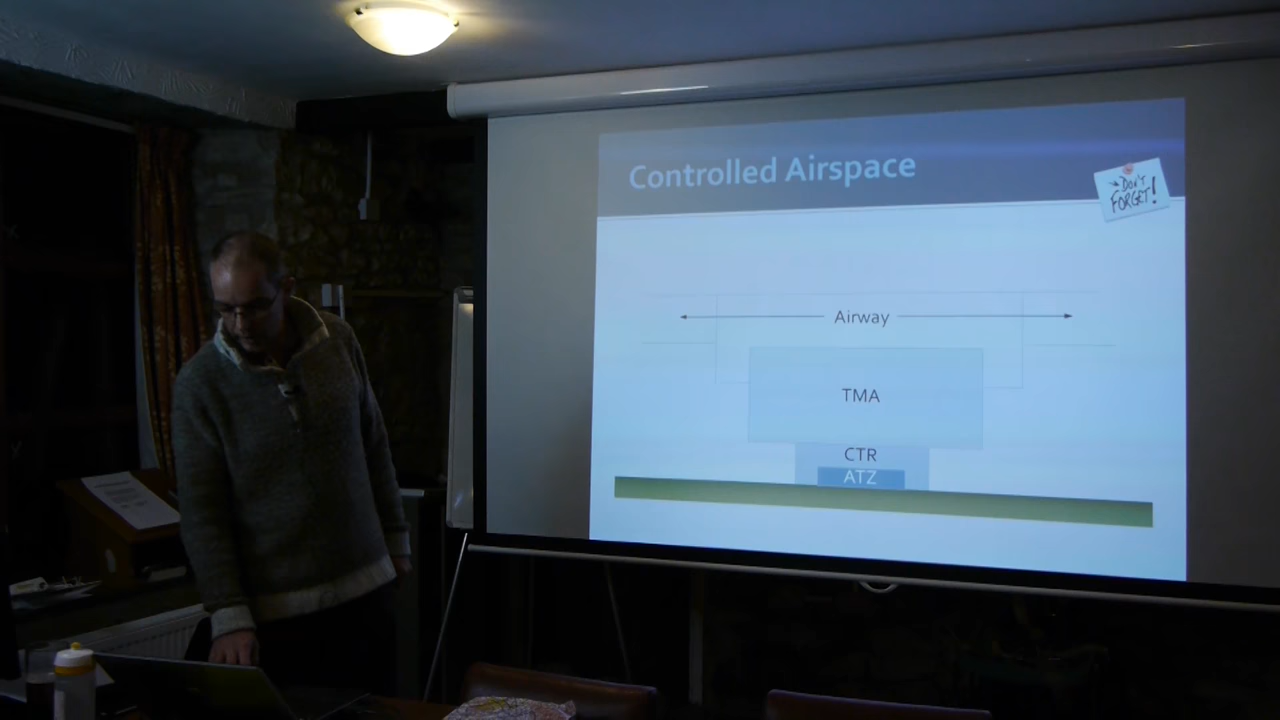 Controlled Airspace
DON'T
FORGET!
Airway
TMA
CTR
ATZ